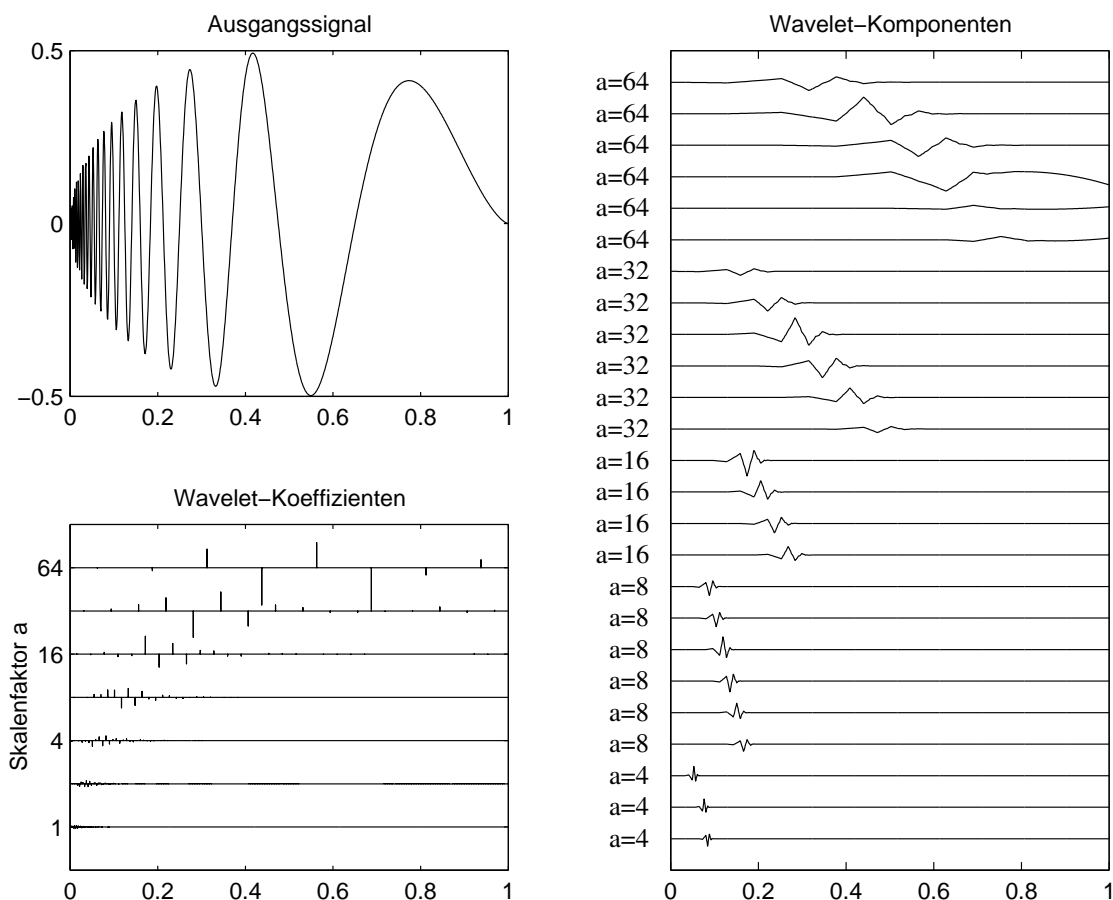 Ausgangssignal
0.5
0
−0.5
0 0.2 0.4 0.6 0.8 1
Wavelet−Koeffizienten
Skalenfaktor a
64
16
4
1
0 0.2 0.4 0.6 0.8 1
Wavelet−Komponenten
a=64
a=64
a=64
a=64
a=64
a=64
a=32
a=32
a=32
a=32
a=32
a=32
a=16
a=16
a=16
a=16
a=8
a=8
a=8
a=8
a=8
a=8
a=4
a=4
a=4
0 0.2 0.4 0.6 0.8 1